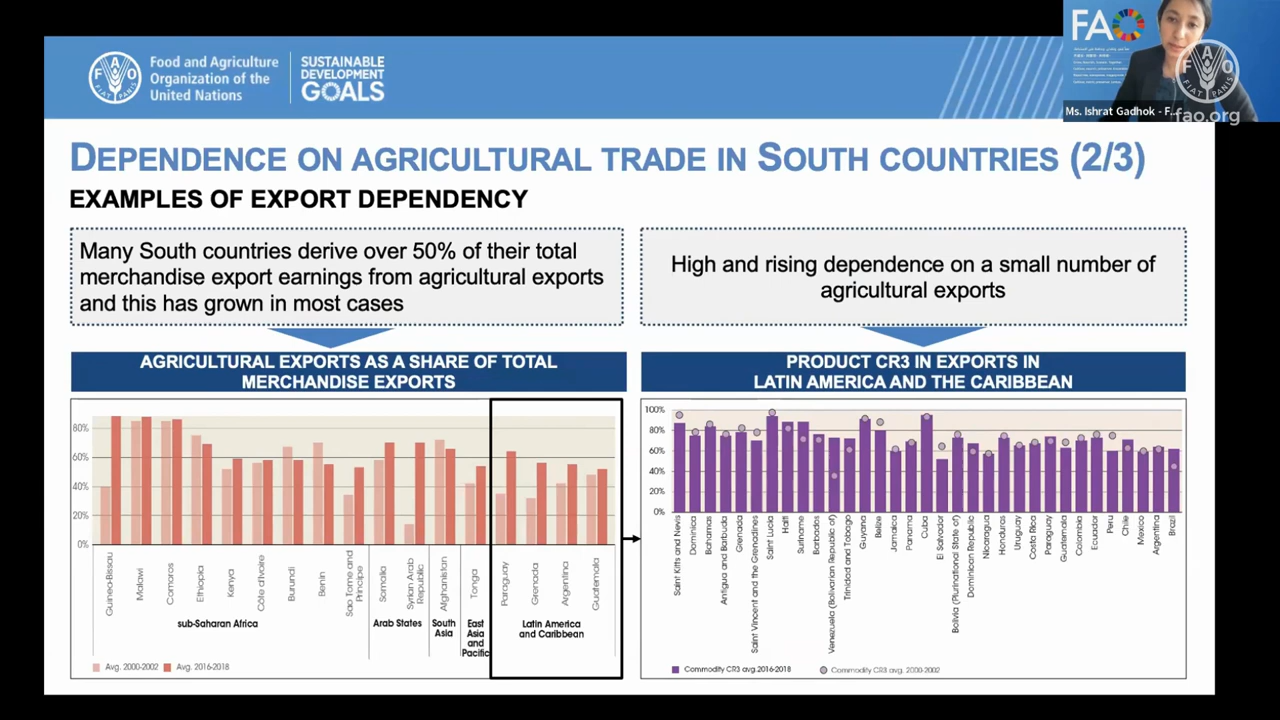 FAO
Ms. Ishrat Gadhok - F...
FAO
FIAT PANIS
fao.org
FAO
FIAT PANIS
Food and Agriculture
Organization of the
United Nations
SUSTAINABLE
DEVELOPMENT
GOALS
DEPENDENCE ON AGRICULTURAL TRADE IN SOUTH COUNTRIES (2/3)
EXAMPLES OF EXPORT DEPENDENCY
Many South countries derive over 50% of their total
merchandise export earnings from agricultural exports
and this has grown in most cases
High and rising dependence on a small number of
agricultural exports
AGRICULTURAL EXPORTS AS A SHARE OF TOTAL
MERCHANDISE EXPORTS
80%
60%
40%
20%
0%
Guinea-Bissau
Malawi
Comoros
Ethiopia
Kenya
Côte d'Ivoire
Burundi
Benin
Sao Tome and
Principe
Somalia
Syrian Arab
Republic
Afghanistan
Tonga
Paraguay
Grenada
Argentina
Guatemala
sub-Saharan Africa
Arab States
South
Asia
East
Asia
and
Pacific
Latin America
and Caribbean
Avg. 2000-2002
Avg. 2016-2018
PRODUCT CR3 IN EXPORTS IN
LATIN AMERICA AND THE CARIBBEAN
100%
80%
60%
40%
20%
0%
Saint Kitts and Nevis
Dominica
Bahamas
Antigua and Barbuda
Grenada
Saint Vincent and the Grenadines
Saint Lucia
Haiti
Suriname
Barbados
Venezuela (Bolivarian Republic of)
Trinidad and Tobago
Guyana
Belize
Jamaica
Panama
Cuba
El Salvador
Bolivia (Plurinational State of)
Dominican Republic
Nicaragua
Honduras
Uruguay
Costa Rica
Paraguay
Guatemala
Colombia
Ecuador
Peru
Chile
Mexico
Argentina
Brazil
Commodity CR3 avg.2016-2018
Commodity CR3 avg. 2000-2002